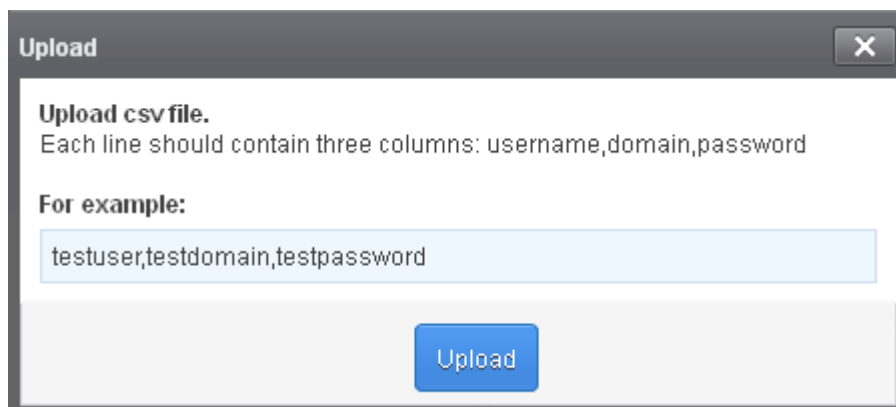 Upload
Upload csv file.
Each line should contain three columns: username,domain,password
For example:
testuser,testdomain,testpassword
Upload